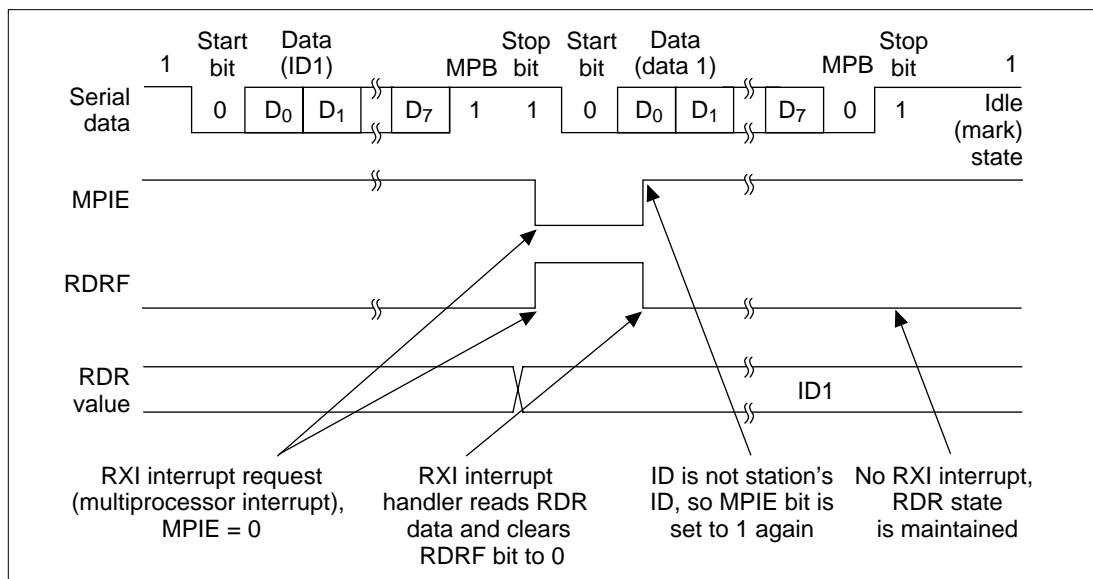 1
Start
bit
Data
(ID1)
MPB
Stop
bit
Start
bit
Data
(data 1)
MPB
Stop
bit
1
Serial
data
0
D0
D1
D7
1
1
0
D0
D1
D7
0
1
Idle
(mark)
state
MPIE
RDRF
RDR
value
ID1
RXI interrupt request
(multiprocessor interrupt),
MPIE = 0
RXI interrupt
handler reads RDR
data and clears
RDRF bit to 0
ID is not station's
ID, so MPIE bit is
set to 1 again
No RXI interrupt,
RDR state
is maintained